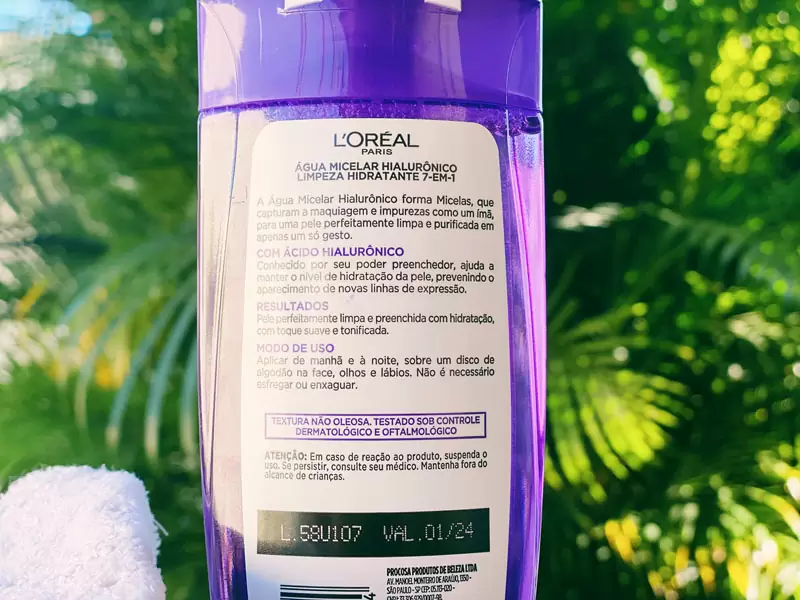 L'ORÉAL
PARIS
ÁGUA MICELAR HIALURÔNICO
LIMPEZA HIDRATANTE 7-EM-1
A Água Micelar Hialurônico forma Micelas, que
capturam a maquiagem e impurezas como um ímã,
para uma pele perfeitamente limpa e purificada em
apenas um só gesto.
COM ÁCIDO HIALURÔNICO
Conhecido por seu poder preenchedor, ajuda a
manter o nível de hidratação da pele, prevenindo o
aparecimento de novas linhas de expressão.
RESULTADOS
Pele perfeitamente limpa e preenchida com hidratação,
com toque suave e tonificada.
MODO DE USO
Aplicar de manhã e à noite, sobre um disco de
algodão na face, olhos e lábios. Não é necessário
esfregar ou enxaguar.
TEXTURA NÃO OLEOSA. TESTADO SOB CONTROLE
DERMATOLÓGICO E OFTALMOLÓGICO
ATENÇÃO: Em caso de reação ao produto, suspenda o
uso. Se persistir, consulte seu médico. Mantenha fora do
alcance de crianças.
L.58U107 VAL.01/24
PROCOSA PRODUTOS DE BELEZA LTDA
AV. MANOEL MONTEIRO DE ARAÚJO, 1350 -
SÃO PAULO - SP CEP: 05.113-020 -